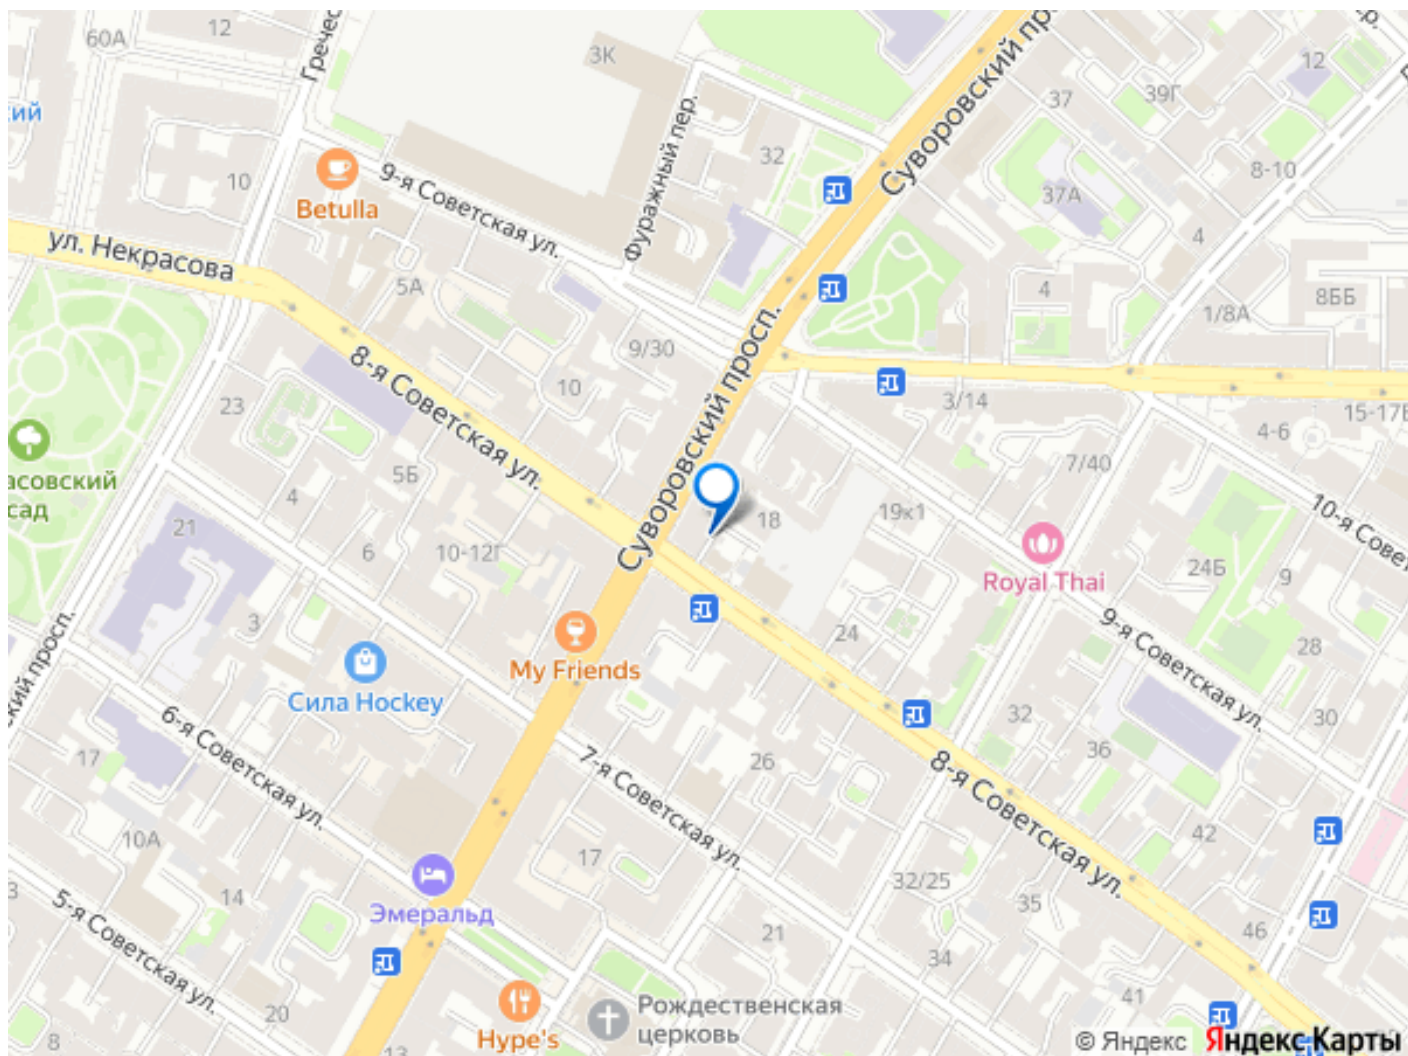 60А
12
Гречес
3К
Суворовский пр
р.
12
37
39Г
ский
Фуражный пер.
32
8-10
10
Betulla
9-я Советская ул.
37А
ул. Некрасова
5А
4
4
8ББ
1/8А
9/30
Суворовский просп.
8-я Советская ул.
10
23
3/14
15-17Б
4-6
асовский
сад
5Б
7/40
4
18
19к1
10-я Совет
21
6
10-12Г
Royal Thai
24Б
9
3
My Friends
24
28
9-я Советская ул.
Сила Hockey
ский просп.
6-я Советская ул.
17
32
30
36
26
7-я Советская ул.
8-я Советская ул.
10А
42
17
14
32/25
35
3
Эмеральд
5-я Советская ул.
21
46
34
20
41
Рождественская
церковь
Hype's
8
13
© Яндекс
Яндекс Карты